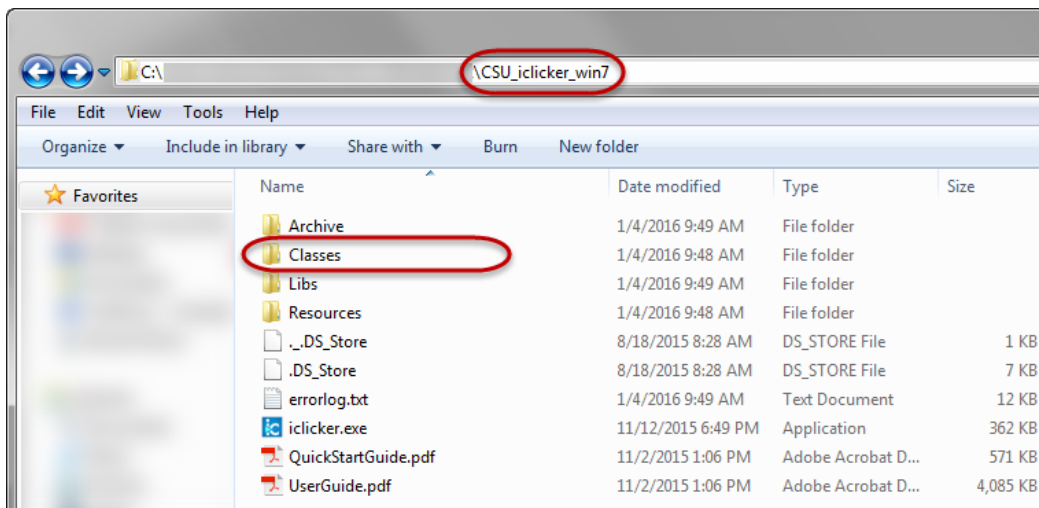 C:\ \CSU_iclicker_win7
File Edit View Tools Help
Organize Include in library Share with Burn New folder
Favorites Name Date modified Type Size
Archive 1/4/2016 9:49 AM File folder
Classes 1/4/2016 9:48 AM File folder
Libs 1/4/2016 9:49 AM File folder
Resources 1/4/2016 9:48 AM File folder
._.DS_Store 8/18/2015 8:28 AM DS_STORE File 1 KB
.DS_Store 8/18/2015 8:28 AM DS_STORE File 7 KB
errorlog.txt 1/4/2016 9:49 AM Text Document 12 KB
iclicker.exe 11/12/2015 6:49 PM Application 362 KB
QuickStartGuide.pdf 11/2/2015 1:06 PM Adobe Acrobat D... 571 KB
UserGuide.pdf 11/2/2015 1:06 PM Adobe Acrobat D... 4,085 KB